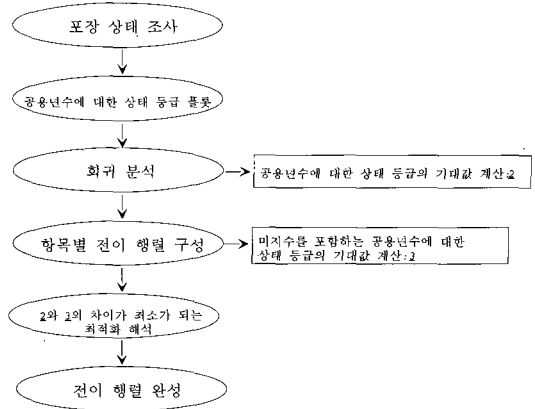 포장 상태 조사
공용년수에 대한 상태 등급 플롯
회귀 분석
공용년수에 대한 상태 등급의 기대값 계산:2
항목별 전이 행렬 구성
미지수를 포함하는 공용년수에 대한
상태 등급의 기대값 계산:3
2와 3의 차이가 최소가 되는
최적화 해석
전이 행렬 완성